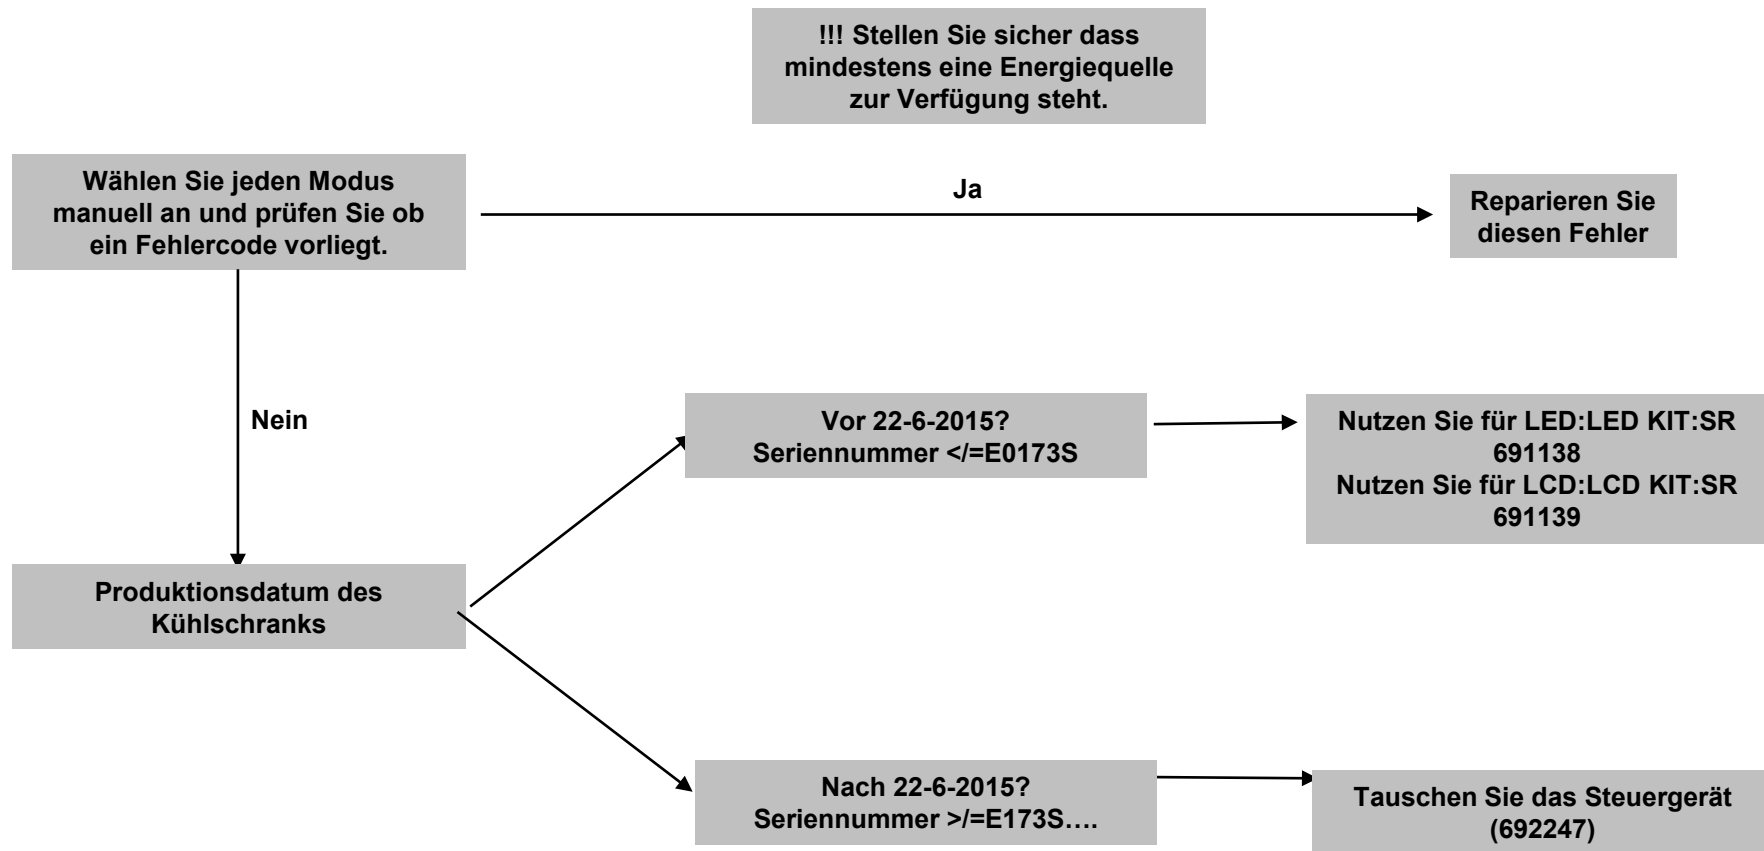 !!! Stellen Sie sicher dass
mindestens eine Energiequelle
zur Verfügung steht.
Wählen Sie jeden Modus
manuell an und prüfen Sie ob
ein Fehlercode vorliegt.
Ja
Reparieren Sie
diesen Fehler
Nein
Vor 22-6-2015?
Seriennummer </=E0173S
Nutzen Sie für LED:LED KIT:SR
691138
Nutzen Sie für LCD:LCD KIT:SR
691139
Produktionsdatum des
Kühlschranks
Nach 22-6-2015?
Seriennummer >/=E173S....
Tauschen Sie das Steuergerät
(692247)